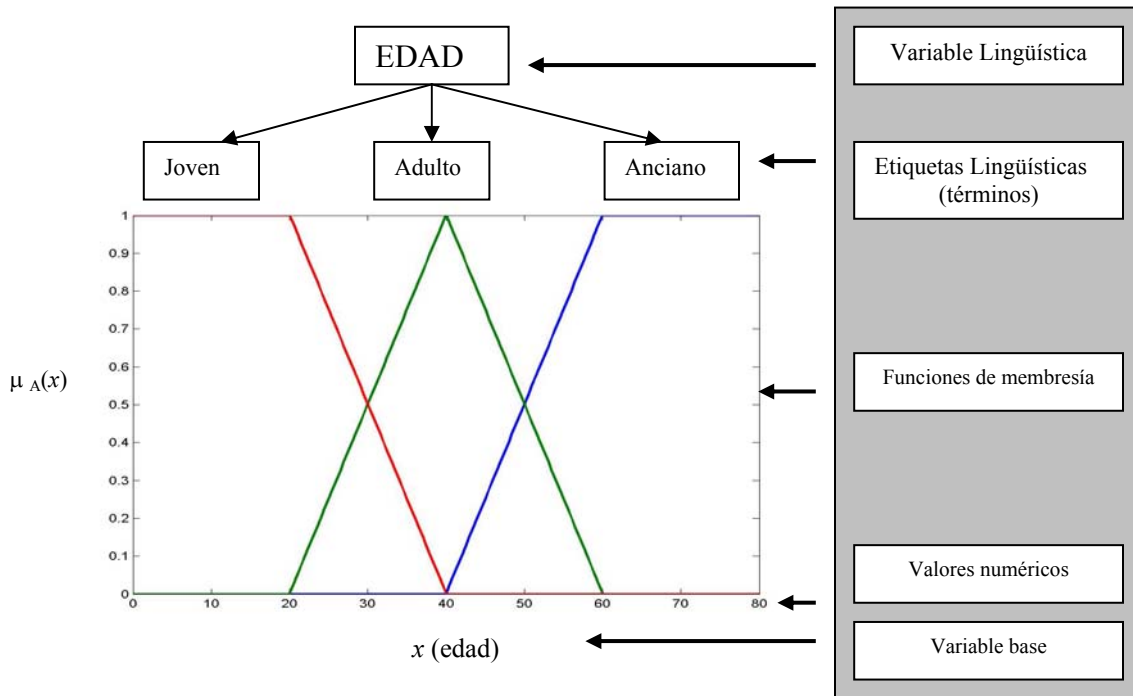 EDAD
Variable Lingüística
Joven
Adulto
Anciano
Etiquetas Lingüísticas
(términos)
1
0.9
0.8
0.7
0.6
0.5
0.4
0.3
0.2
0.1
0
μ A(x)
Funciones de membresía
0 10 20 30 40 50 60 70 80
Valores numéricos
x (edad)
Variable base